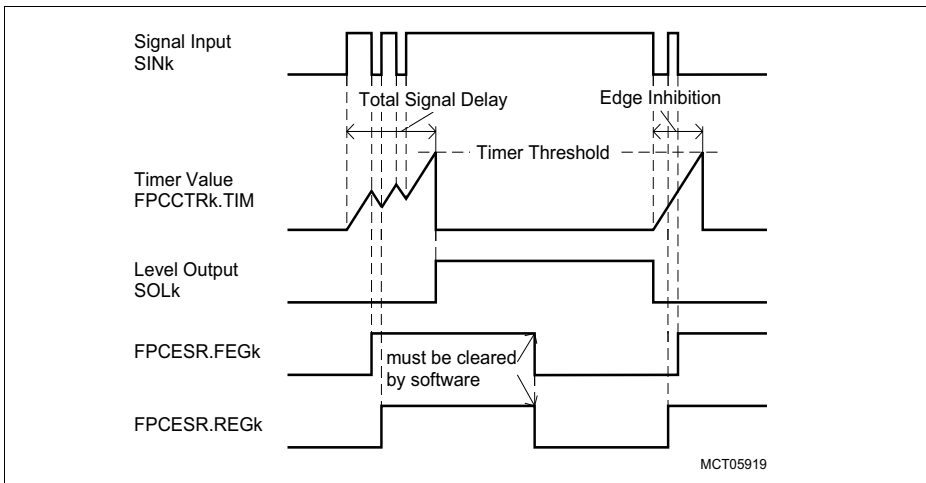 Signal Input
SINk
Total Signal Delay
Edge Inhibition
Timer Threshold
Timer Value
FPCCTRk.TIM
Level Output
SOLk
FPCESR.FEGk
must be cleared
by software
FPCESR.REGk
MCT05919